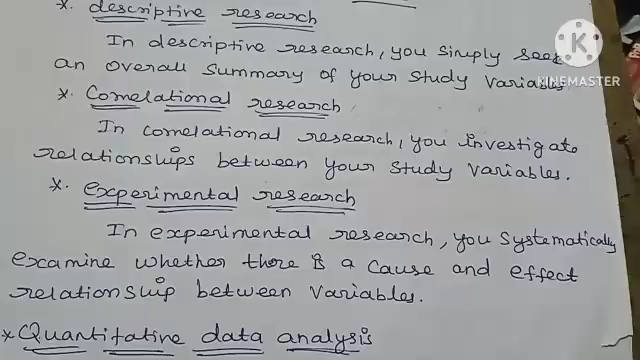 *. descriptive research
In descriptive research, you simply seek
an overall summary of your study variables
*. Correlational research
In correlational research, you investigate
relationships between your study variables.
*. experimental research
In experimental research, you systematically
examine whether there is a cause and effect
relationship between variables.
* Quantitative data analysis
K
KINEMASTER